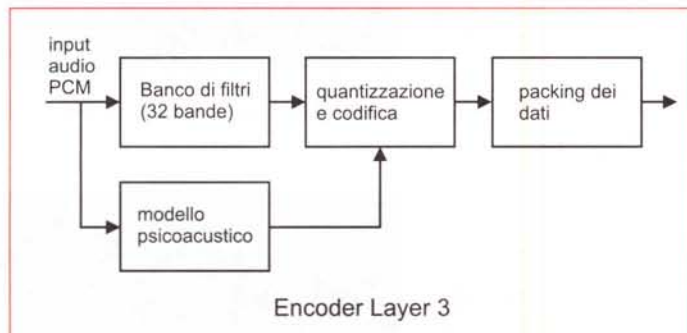 input
audio
PCM
Banco di filtri
(32 bande)
quantizzazione
e codifica
packing dei
dati
modello
psicoacustico
Encoder Layer 3